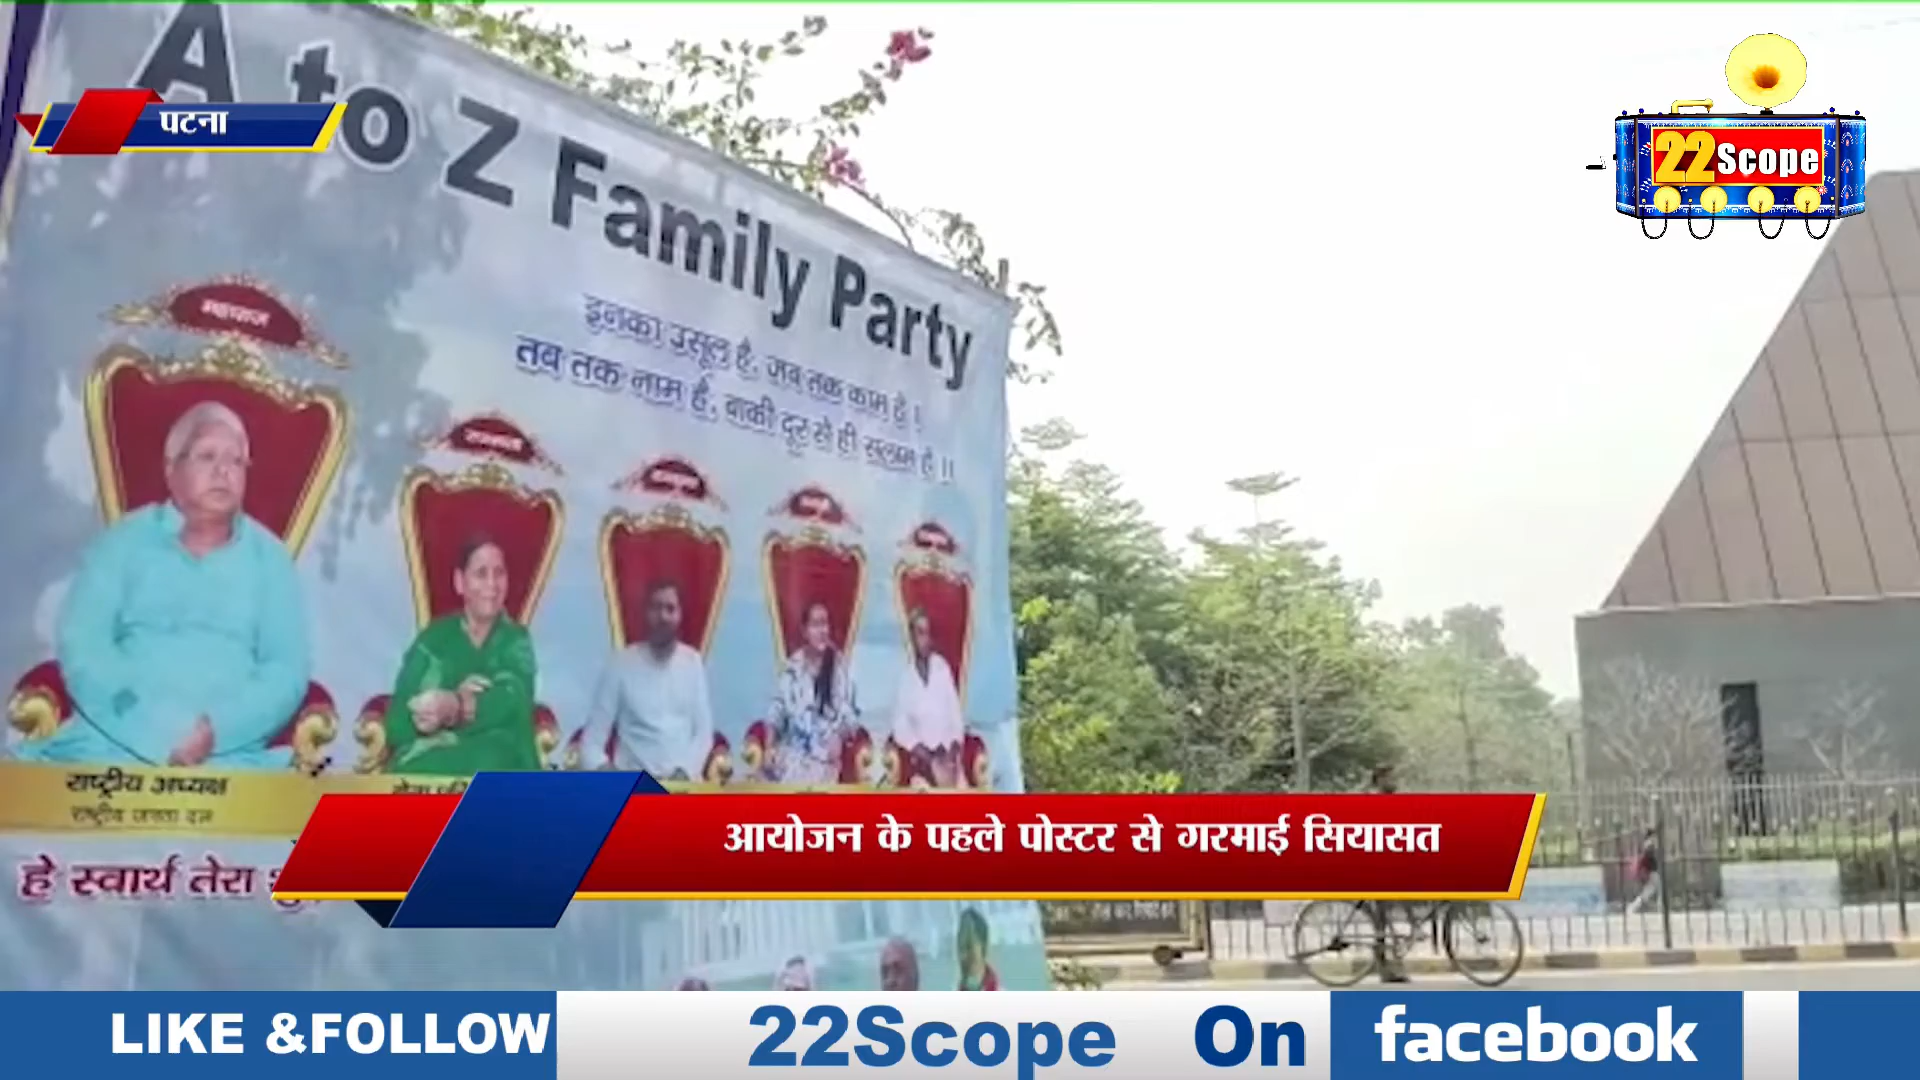 A to Z Family Party
पटना
22Scope
इनका उसूल है, जब तक काम है।
तब तक नाम है, बाकी दूर से ही सलाम है ।।
महाराज
राष्ट्रीय अध्यक्ष
राष्ट्रीय जनता दल
हे स्वार्थ तेरा
आयोजन के पहले पोस्टर से गरमाई सियासत
LIKE &FOLLOW 22Scope On facebook